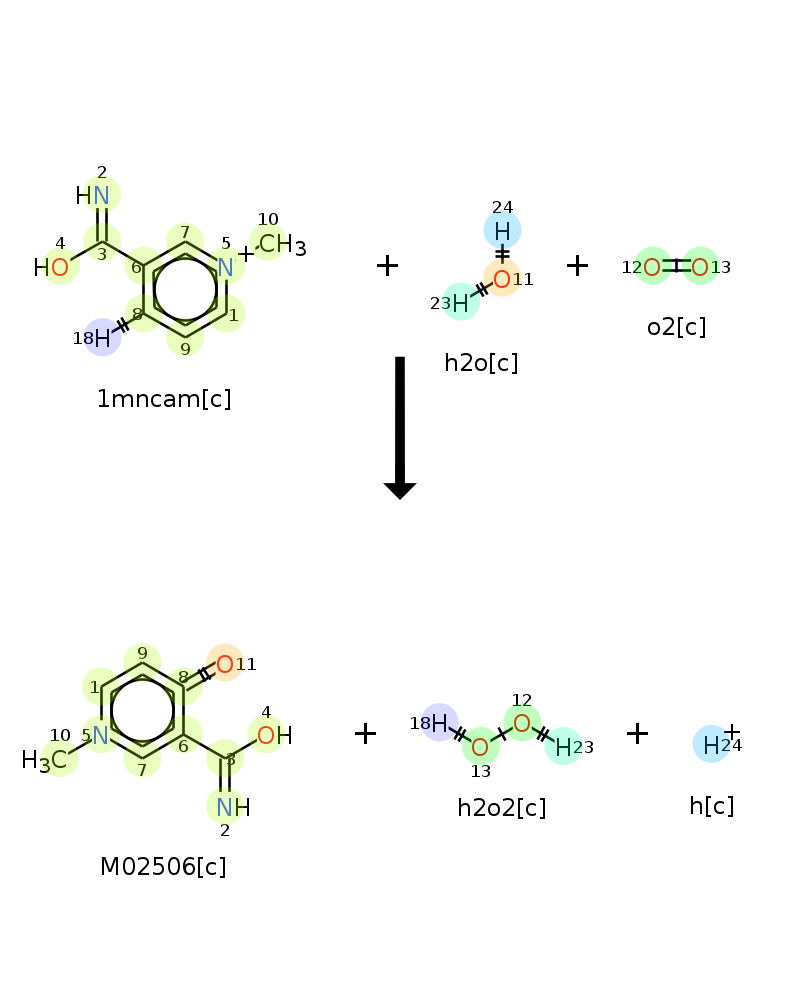 2
HN
4
HO
3
7
5
10
N+
CH3
6
8
1
18H
9
1mncam[c]
+
24
H
O11
23H
h2o[c]
+
12O
O13
o2[c]
9
O11
8
1
4
10
5N
6
OH
H3C
7
3
NH
2
M02506[c]
+
18H
12
O
O
H23
13
h2o2[c]
+
H24+
h[c]